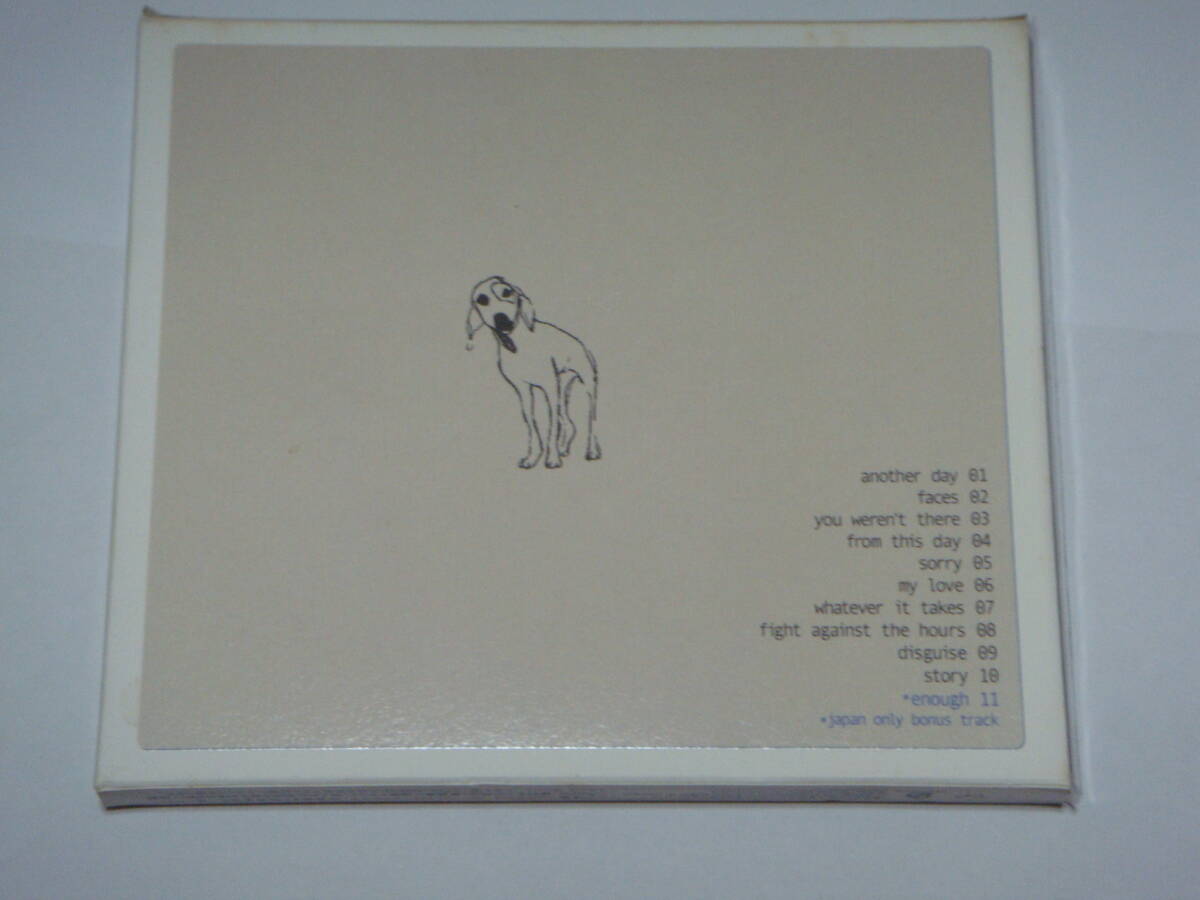 another day 01
faces 02
you weren't there 03
from this day 04
sorry 05
my love 06
whatever it takes 07
fight against the hours 08
disguise 09
story 10
*enough 11
*japan only bonus track